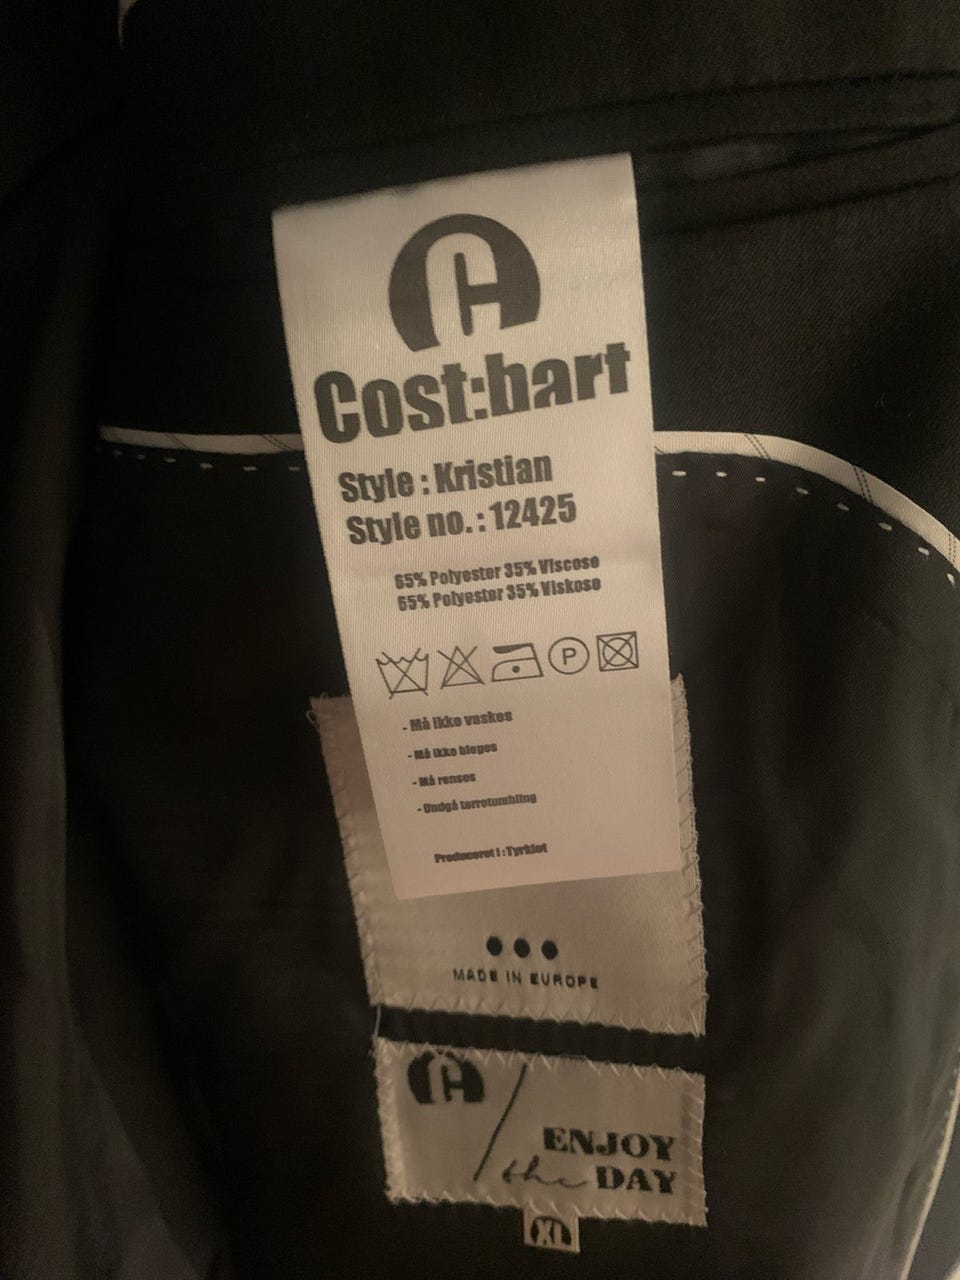 Cost:bart
Style : Kristian
Style no. : 12425
65% Polyester 35% Viscose
65% Polyester 35% Viskose
P
- Må ikke vaskes
- Må ikke bleges
- Må renses
- Undgå tørretumbling
Produceret i : Tyrkiet
MADE IN EUROPE
ENJOY
the DAY
XL